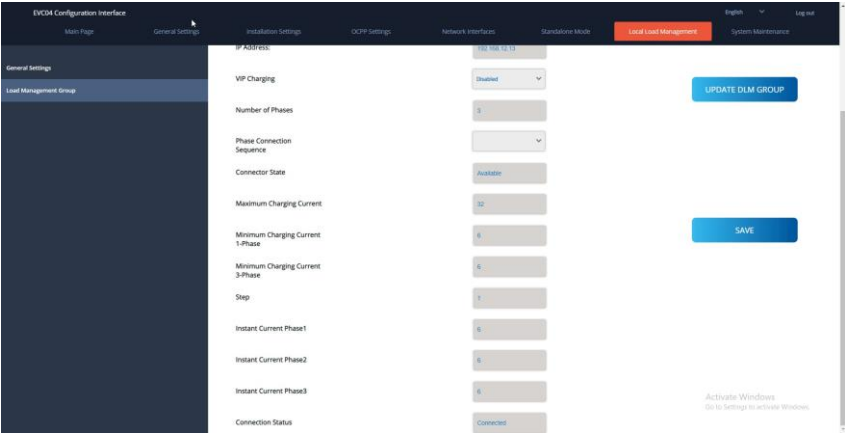 EVC04 Configuration Interface
English
Log out
Main Page
General Settings
Installation Settings
OCPP Settings
Network Interfaces
Standalone Mode
Local Load Management
System Maintenance
General Settings
Load Management Group
IP Address:
192.168.12.13
VIP Charging
Disabled
UPDATE DLM GROUP
Number of Phases
3
Phase Connection
Sequence
Connector State
Available
Maximum Charging Current
32
SAVE
Minimum Charging Current
1-Phase
Minimum Charging Current
3-Phase
6
Step
1
Instant Current Phase1
6
Instant Current Phase2
6
Instant Current Phase3
6
Activate Windows
Go to Settings to activate Windows.
Connection Status
Connected